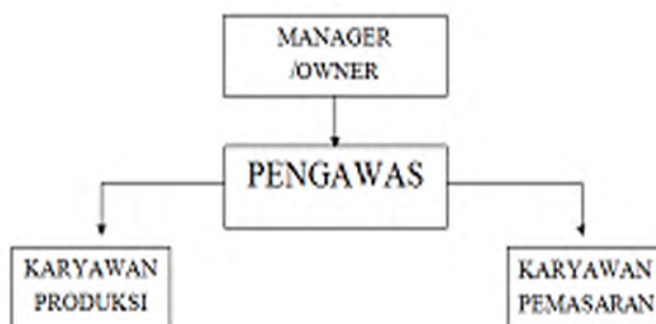 MANAGER
/OWNER
PENGAWAS
KARYAWAN
PRODUKSI
KARYAWAN
PEMASARAN